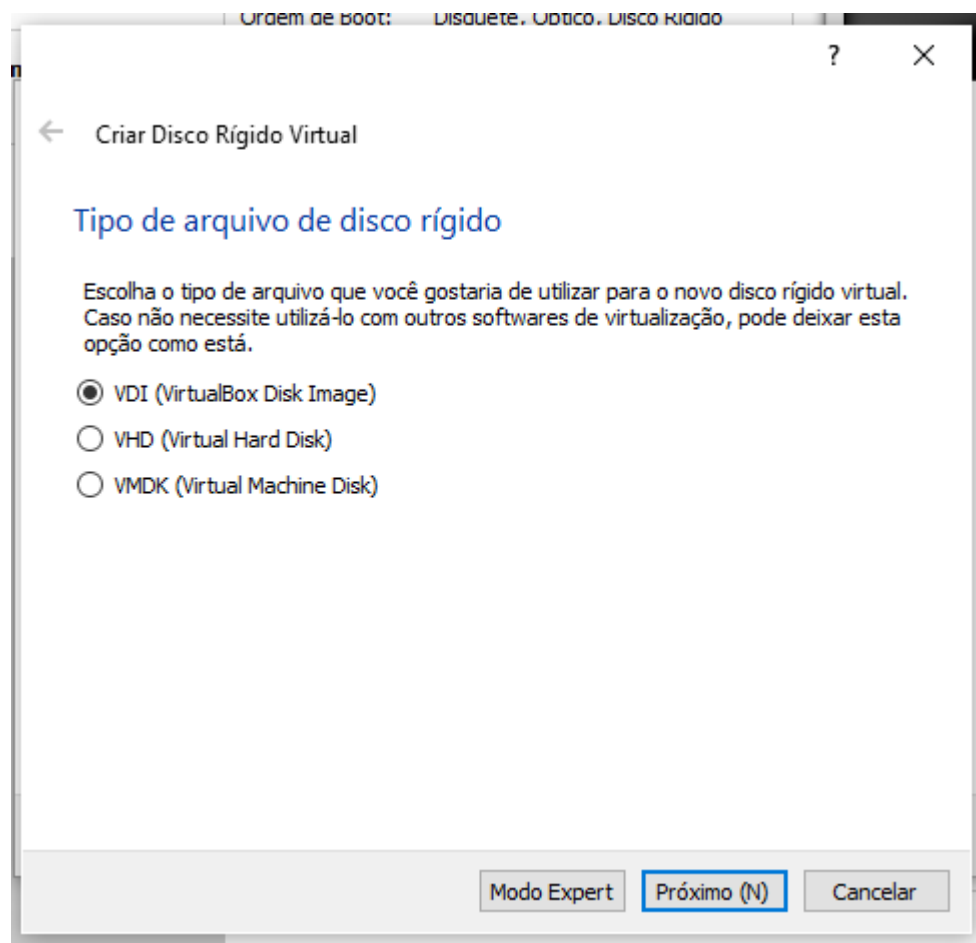 Ordem de Boot: Disquete, Óptico, Disco Rígido
?
Criar Disco Rígido Virtual
Tipo de arquivo de disco rígido
Escolha o tipo de arquivo que você gostaria de utilizar para o novo disco rígido virtual.
Caso não necessite utilizá-lo com outros softwares de virtualização, pode deixar esta
opção como está.
VDI (VirtualBox Disk Image)
VHD (Virtual Hard Disk)
VMDK (Virtual Machine Disk)
Modo Expert Próximo (N) Cancelar